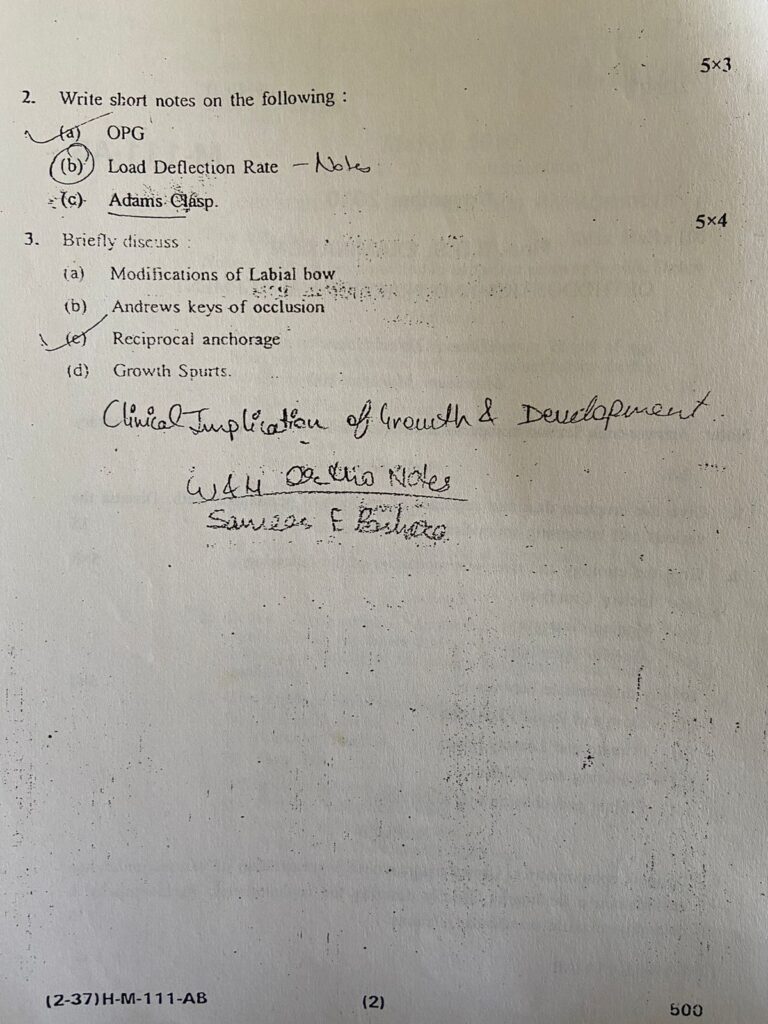 5×3
2. Write short notes on the following :
(a) OPG
(b) Load Deflection Rate – Notes
(c) Adams Clasp.
5×4
3. Briefly discuss :
(a) Modifications of Labial bow
(b) Andrews keys of occlusion
(c) Reciprocal anchorage
(d) Growth Spurts.
Clinical Implication of Growth & Development.
Notes
E
(2-37)H-M-111-AB
(2)
500